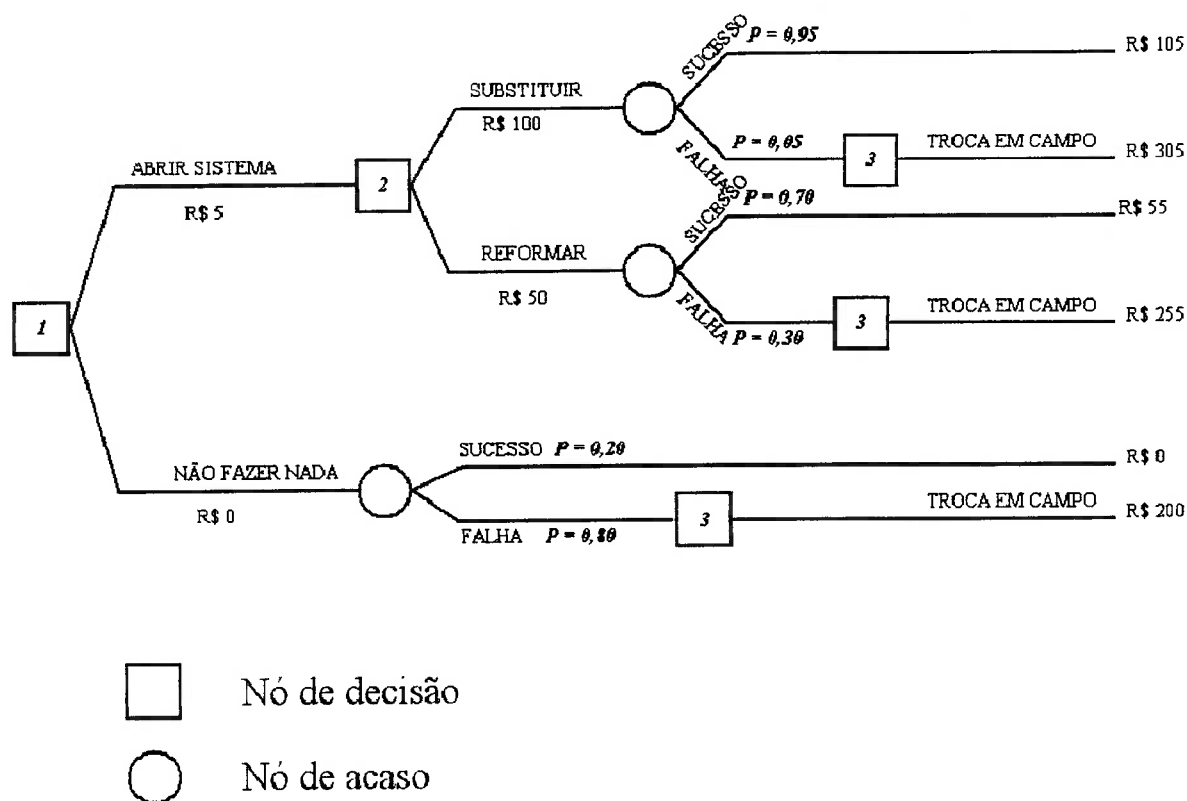 SUCESSO P = 0,95 R$ 105
SUBSTITUIR
R$ 100
FALHA P = 0,05 3 TROCA EM CAMPO R$ 305
ABRIR SISTEMA
R$ 5
2
SUCESSO P = 0,70 R$ 55
REFORMAR
R$ 50
FALHA P = 0,30 3 TROCA EM CAMPO R$ 255
1
SUCESSO P = 0,20 R$ 0
NÃO FAZER NADA
R$ 0
FALHA P = 0,80 3 TROCA EM CAMPO R$ 200
Nó de decisão
Nó de acaso